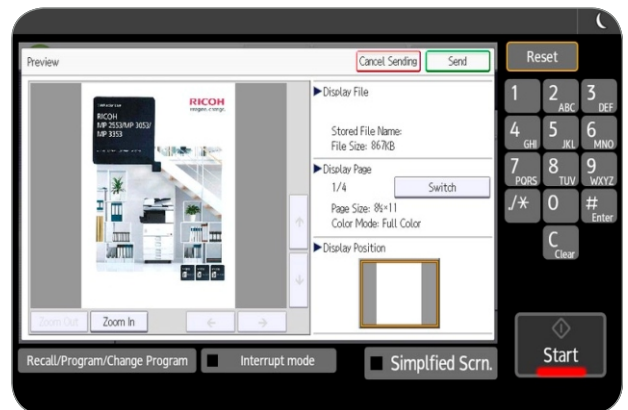 Preview
Cancel Sending
Send
RICOH
imagine. change.
RICOH
MP 2553/MP 3053/
MP 3353
Display File
Stored File Name:
File Size: 867KB
Display Page
1/4
Switch
Page Size: 8½×11
Color Mode: Full Color
Display Position
Zoom Out
Zoom In
Reset
1
2 ABC
3 DEF
4 GHI
5 JKL
6 MNO
7 PQRS
8 TUV
9 WXYZ
./*
0
# Enter
C Clear
Recall/Program/Change Program
Interrupt mode
Simplfied Scrn.
Start